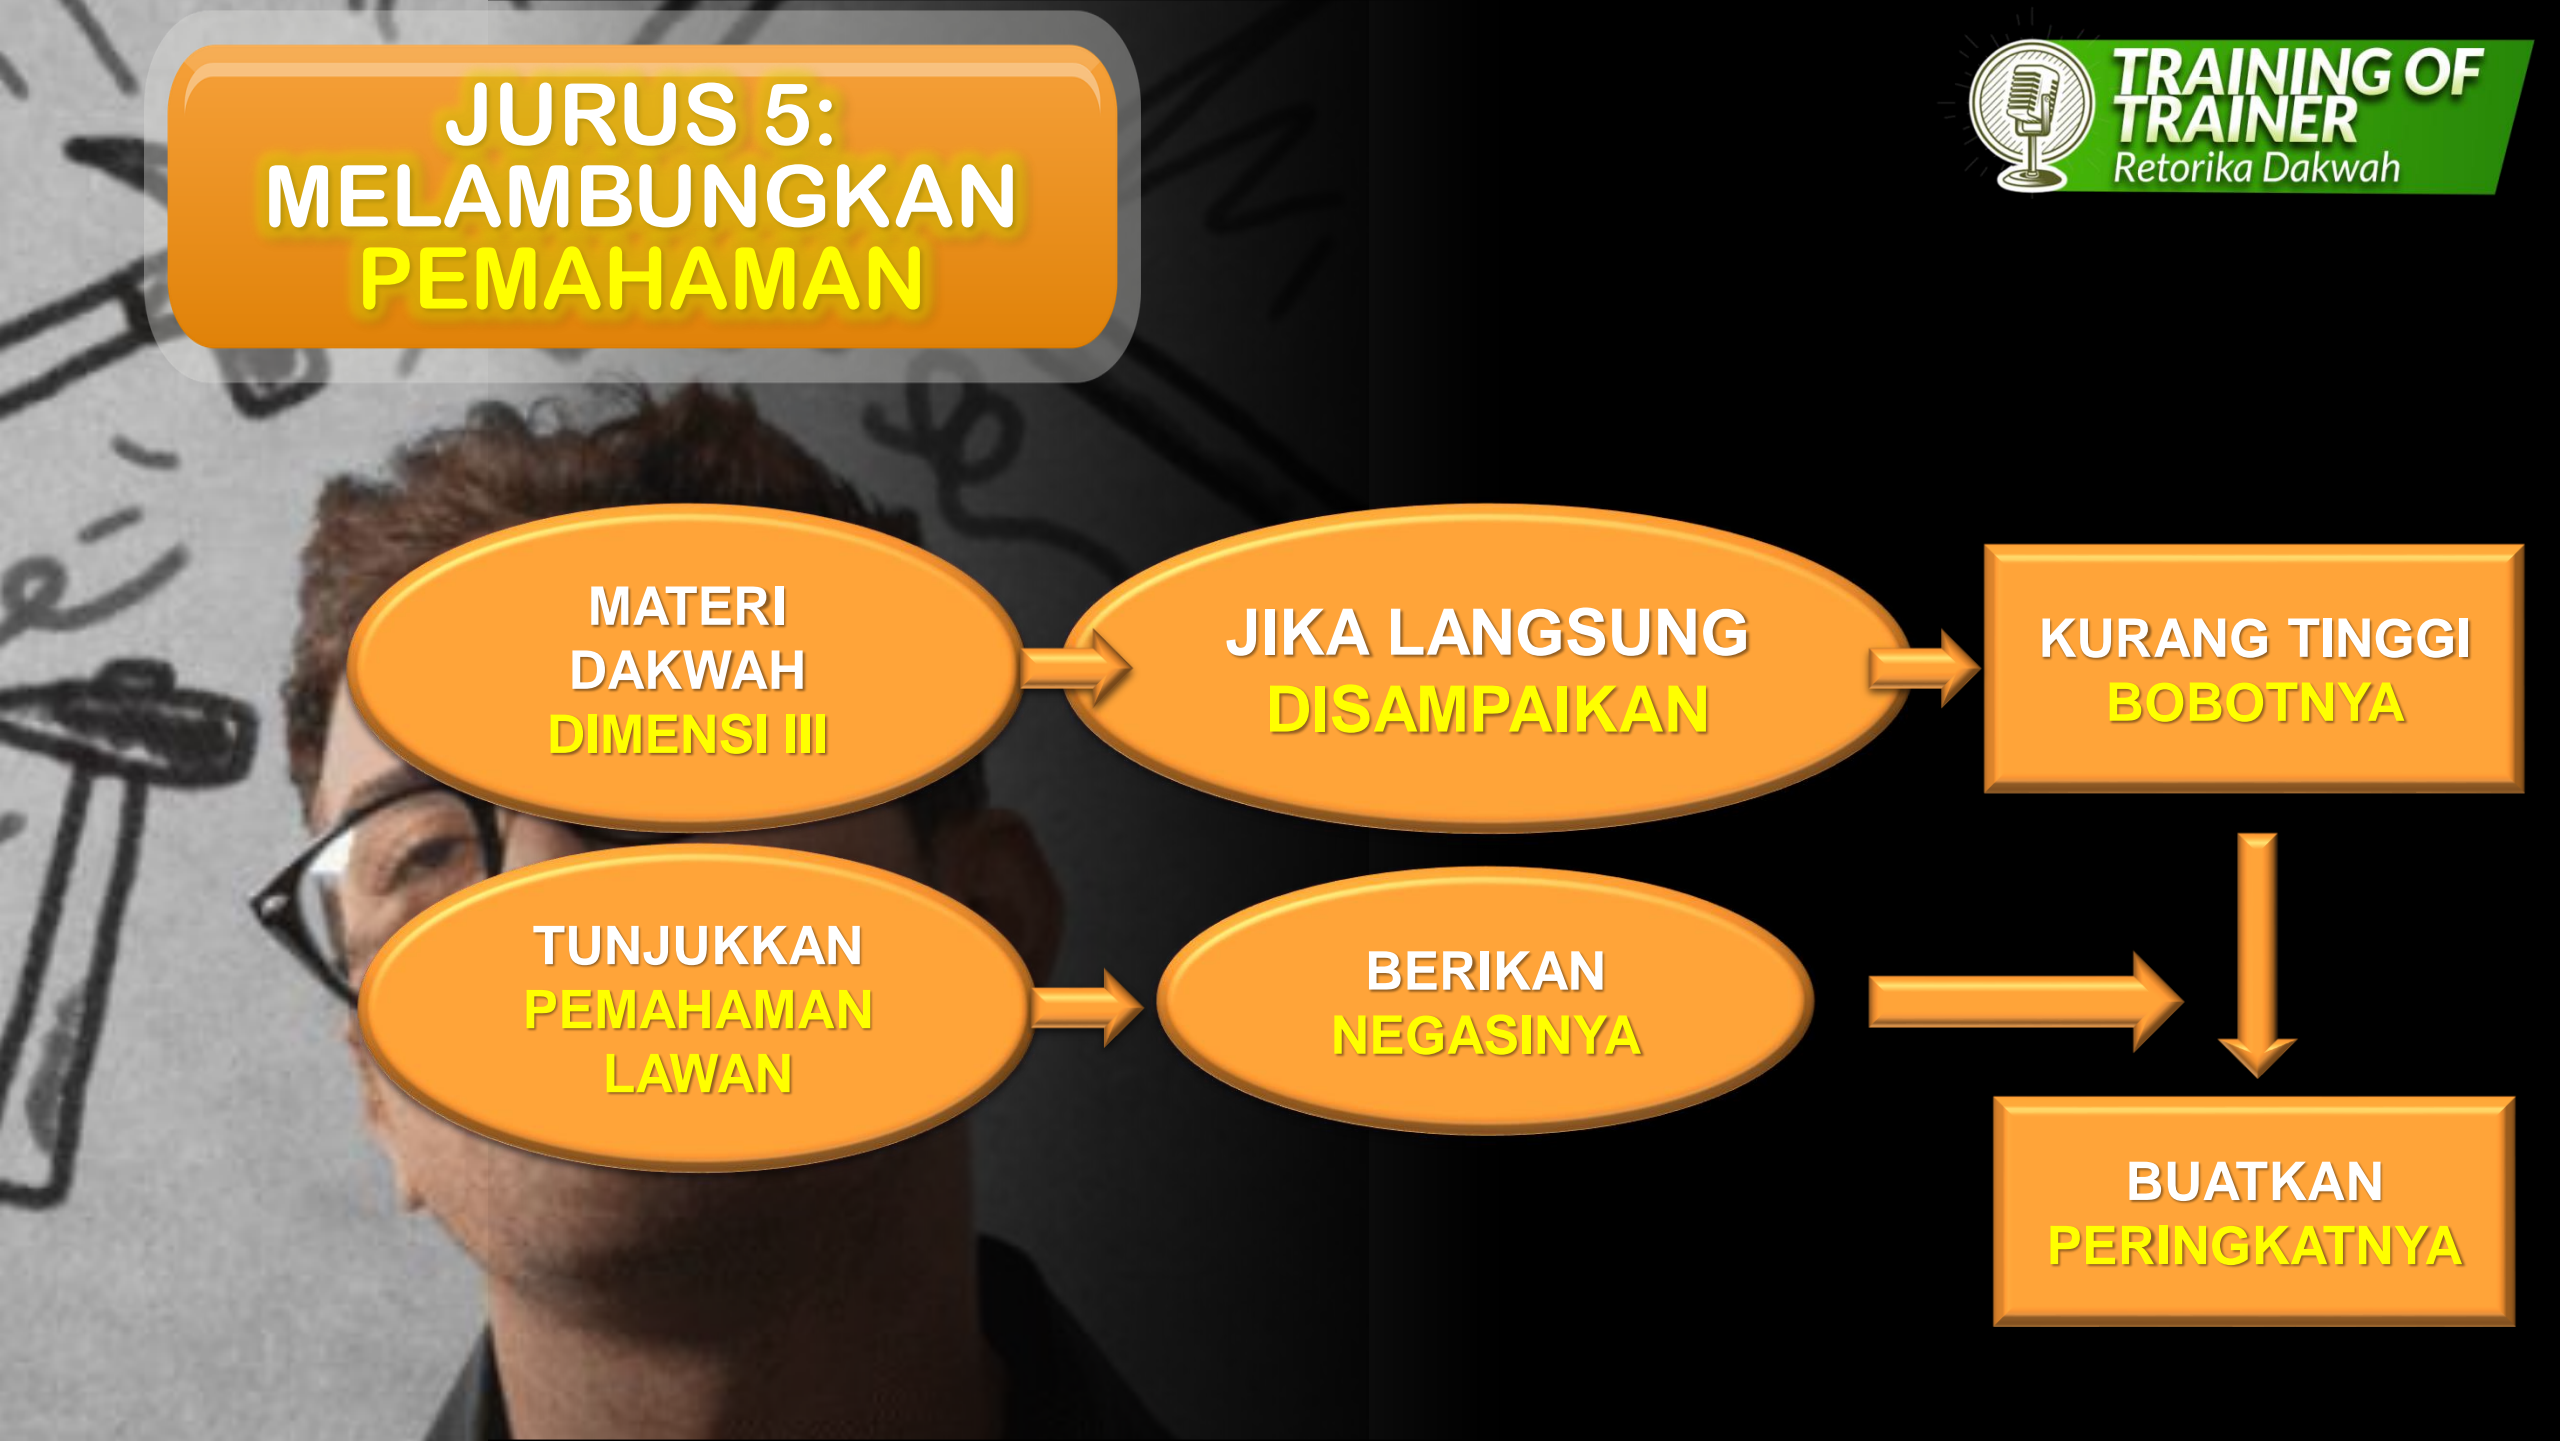 JURUS 5:
MELAMBUNGKAN
PEMAHAMAN
TRAINING OF
TRAINER
Retorika Dakwah
MATERI
DAKWAH
DIMENSI III
JIKA LANGSUNG
DISAMPAIKAN
KURANG TINGGI
BOBOTNYA
TUNJUKKAN
PEMAHAMAN
LAWAN
BERIKAN
NEGASINYA
BUATKAN
PERINGKATNYA